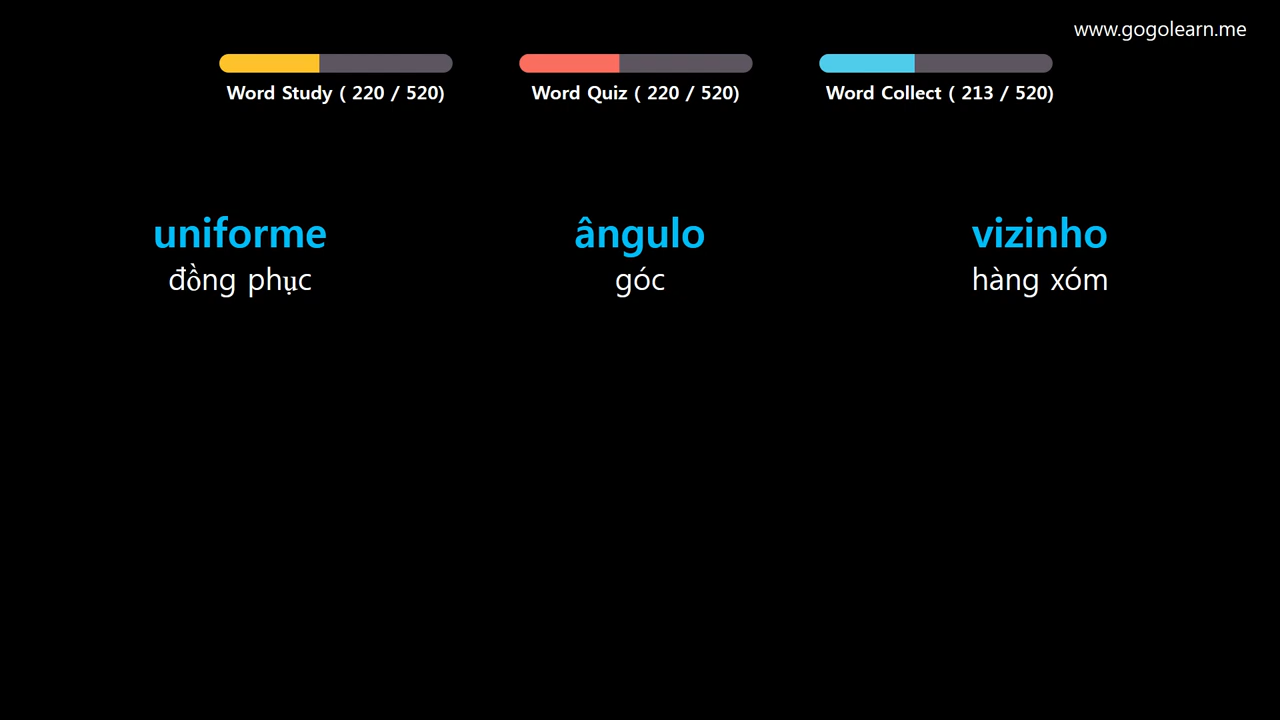 www.gogolearn.me
Word Study ( 220 / 520)
Word Quiz ( 220 / 520)
Word Collect ( 213 / 520)
uniforme
đồng phục
ângulo
góc
vizinho
hàng xóm